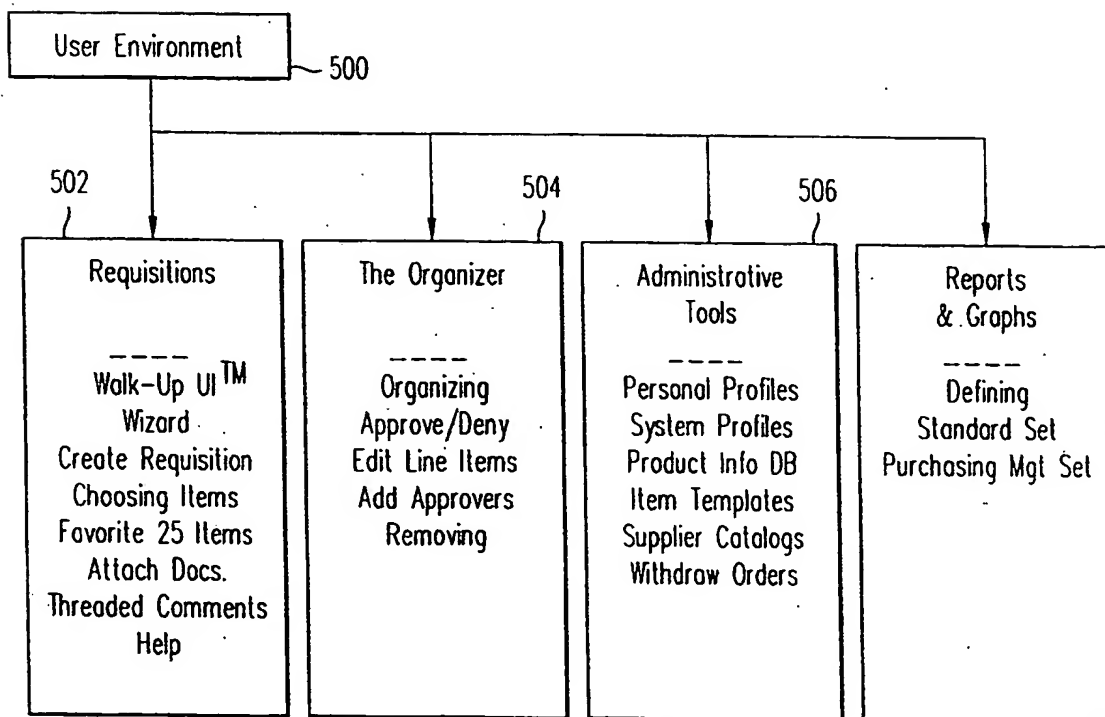 User Environment
500
502
504
506
Requisitions
----
Walk-Up UI™
Wizard
Create Requisition
Choosing Items
Favorite 25 Items
Attach Docs.
Threaded Comments
Help
The Organizer
----
Organizing
Approve/Deny
Edit Line Items
Add Approvers
Removing
Administrative
Tools
----
Personal Profiles
System Profiles
Product Info DB
Item Templates
Supplier Catalogs
Withdraw Orders
Reports
& Graphs
----
Defining
Standard Set
Purchasing Mgt Set